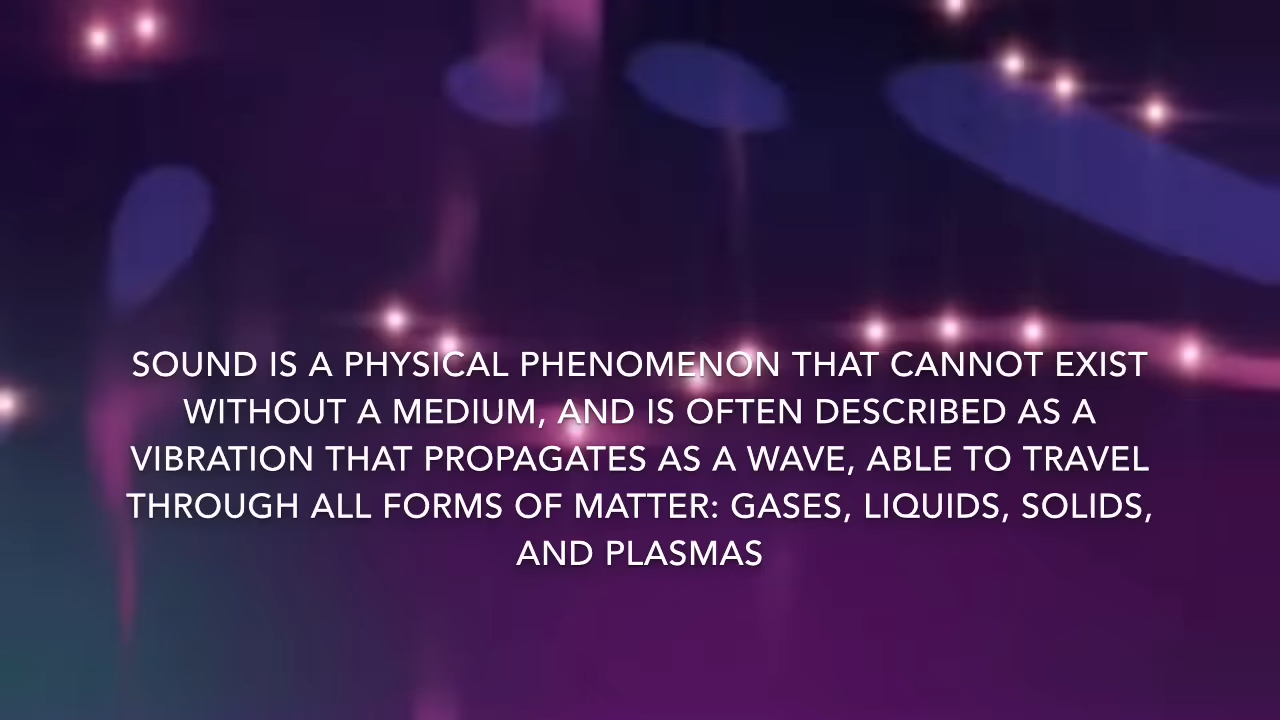 SOUND IS A PHYSICAL PHENOMENON THAT CANNOT EXIST
WITHOUT A MEDIUM, AND IS OFTEN DESCRIBED AS A
VIBRATION THAT PROPAGATES AS A WAVE, ABLE TO TRAVEL
THROUGH ALL FORMS OF MATTER: GASES, LIQUIDS, SOLIDS,
AND PLASMAS